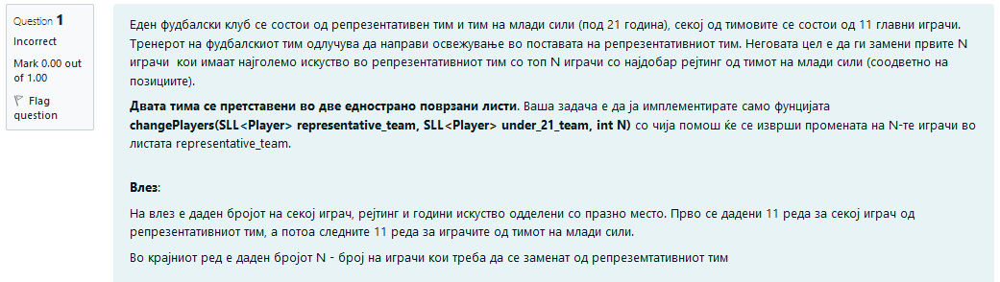 Question 1
Incorrect
Mark 0.00 out
of 1.00
Flag
question
Еден фудбалски клуб се состои од репрезентативен тим и тим на млади сили (под 21 година), секој од тимовите се состои од 11 главни играчи.
Тренерот на фудбалскиот тим одлучува да направи освежување во поставата на репрезентативниот тим. Неговата цел е да ги замени првите N
играчи кои имаат најголемо искуство во репрезентативниот тим со топ N играчи со најдобар рејтинг од тимот на млади сили (соодветно на
позициите).
Двата тима се претставени во две еднострано поврзани листи. Ваша задача е да ја имплементирате само фунцијата
changePlayers(SLL<Player> representative_team, SLL<Player> under_21_team, int N) со чија помош ќе се изврши промената на N-те играчи во
листата representative_team.
Влез:
На влез е даден бројот на секој играч, рејтинг и години искуство одделени со празно место. Прво се дадени 11 реда за секој играч од
репрезентативниот тим, а потоа следните 11 реда за играчите од тимот на млади сили.
Во крајниот ред е даден бројот N - број на играчи кои треба да се заменат од репреземтативниот тим